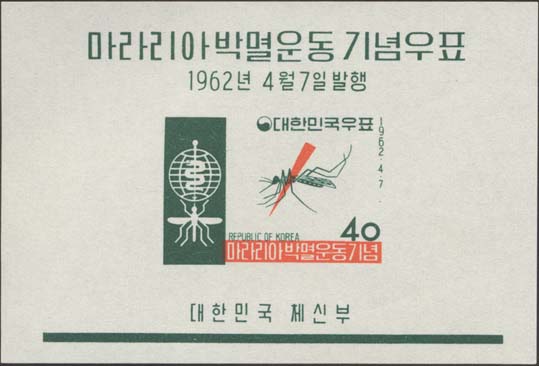 마라리아박멸운동기념우표
1962년 4월7일발행
대한민국우표
1962.4.7.
REPUBLIC OF KOREA
40
마라리아박멸운동기념
대한민국 체신부